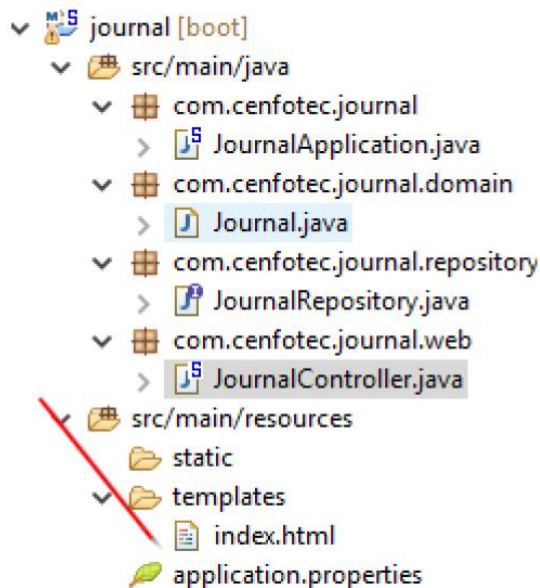 journal [boot]
src/main/java
com.cenfotec.journal
JournalApplication.java
com.cenfotec.journal.domain
Journal.java
com.cenfotec.journal.repository
JournalRepository.java
com.cenfotec.journal.web
JournalController.java
src/main/resources
static
templates
index.html
application.properties